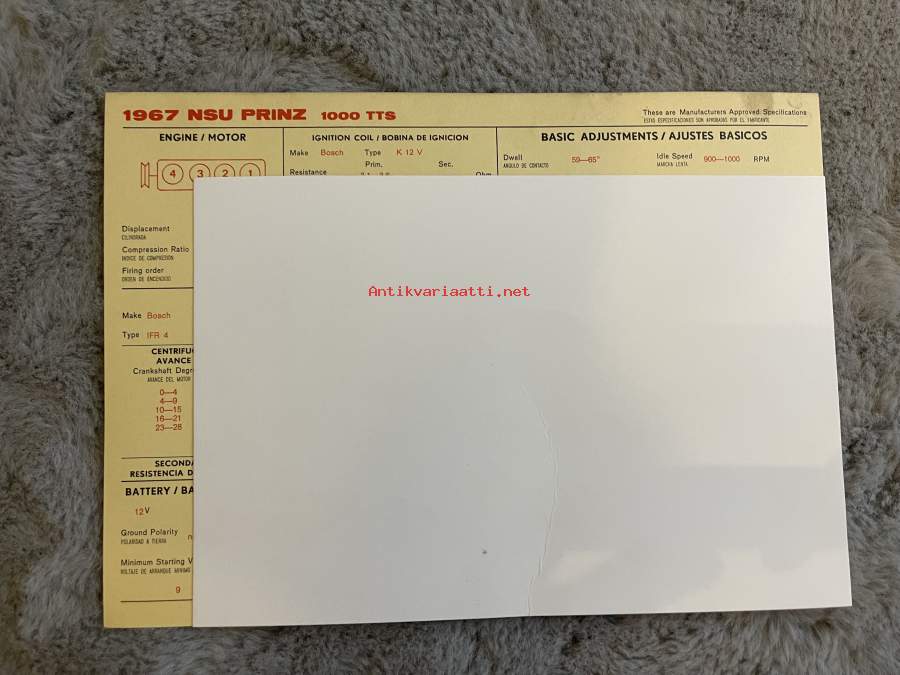 1967 NSU PRINZ 1000 TTS
These are Manufacturers Approved Specifications
ESTAS ESPECIFICACIONES SON APROBADAS POR EL FABRICANTE
ENGINE / MOTOR
4 3 2 1
Displacement
CILINDRADA
Compression Ratio
INDICE DE COMPRESION
Firing order
ORDEN DE ENCENDIDO
Make Bosch
Type IFR 4
CENTRIFU
AVANCE
Crankshaft Degr
AVANCE DEL MOTOR
0—4
4—9
10—15
16—21
23—28
SECONDA
RESISTENCIA D
BATTERY / BA
12V
Ground Polarity n
POLARIDAD A TIERRA
Minimum Starting V
VOLTAJE DE ARRANQUE MINIMO
9
IGNITION COIL / BOBINA DE IGNICION
Make Bosch Type K 12 V
Prim. Sec.
Resistance
BASIC ADJUSTMENTS / AJUSTES BASICOS
Dwell 59—65° Idle Speed 900—1000 RPM
ANGULO DE CONTACTO MARCHA LENTA
Antikvariaatti.net